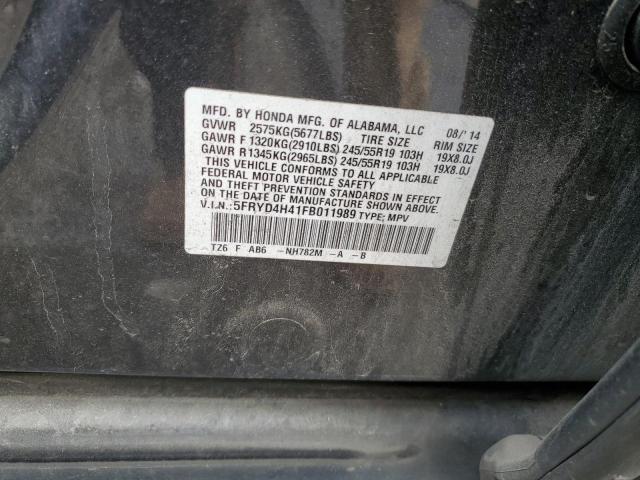 MFD. BY HONDA MFG. OF ALABAMA, LLC 08/'14
GVWR 2575KG(5677LBS) TIRE SIZE RIM SIZE
GAWR F 1320KG(2910LBS) 245/55R19 103H 19X8.0J
GAWR R1345KG(2965LBS) 245/55R19 103H 19X8.0J
THIS VEHICLE CONFORMS TO ALL APPLICABLE
FEDERAL MOTOR VEHICLE SAFETY
AND THEFT PREVENTION STANDARDS IN EFFECT
ON THE DATE OF MANUFACTURE SHOWN ABOVE.
V.I.N.:5FRYD4H41FB011989 TYPE; MPV
TZ6 F AB6 -NH782M -A -B